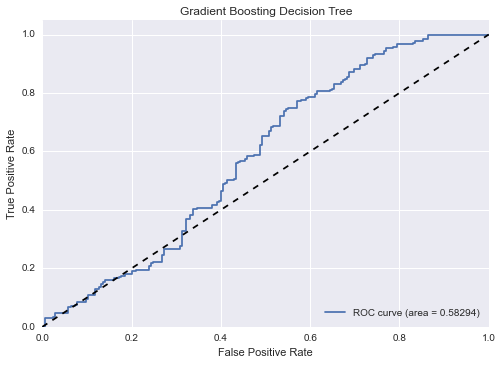 Gradient Boosting Decision Tree
True Positive Rate
1.0
0.8
0.6
0.4
0.2
0.0
ROC curve (area = 0.58294)
0.0 0.2 0.4 0.6 0.8 1.0
False Positive Rate